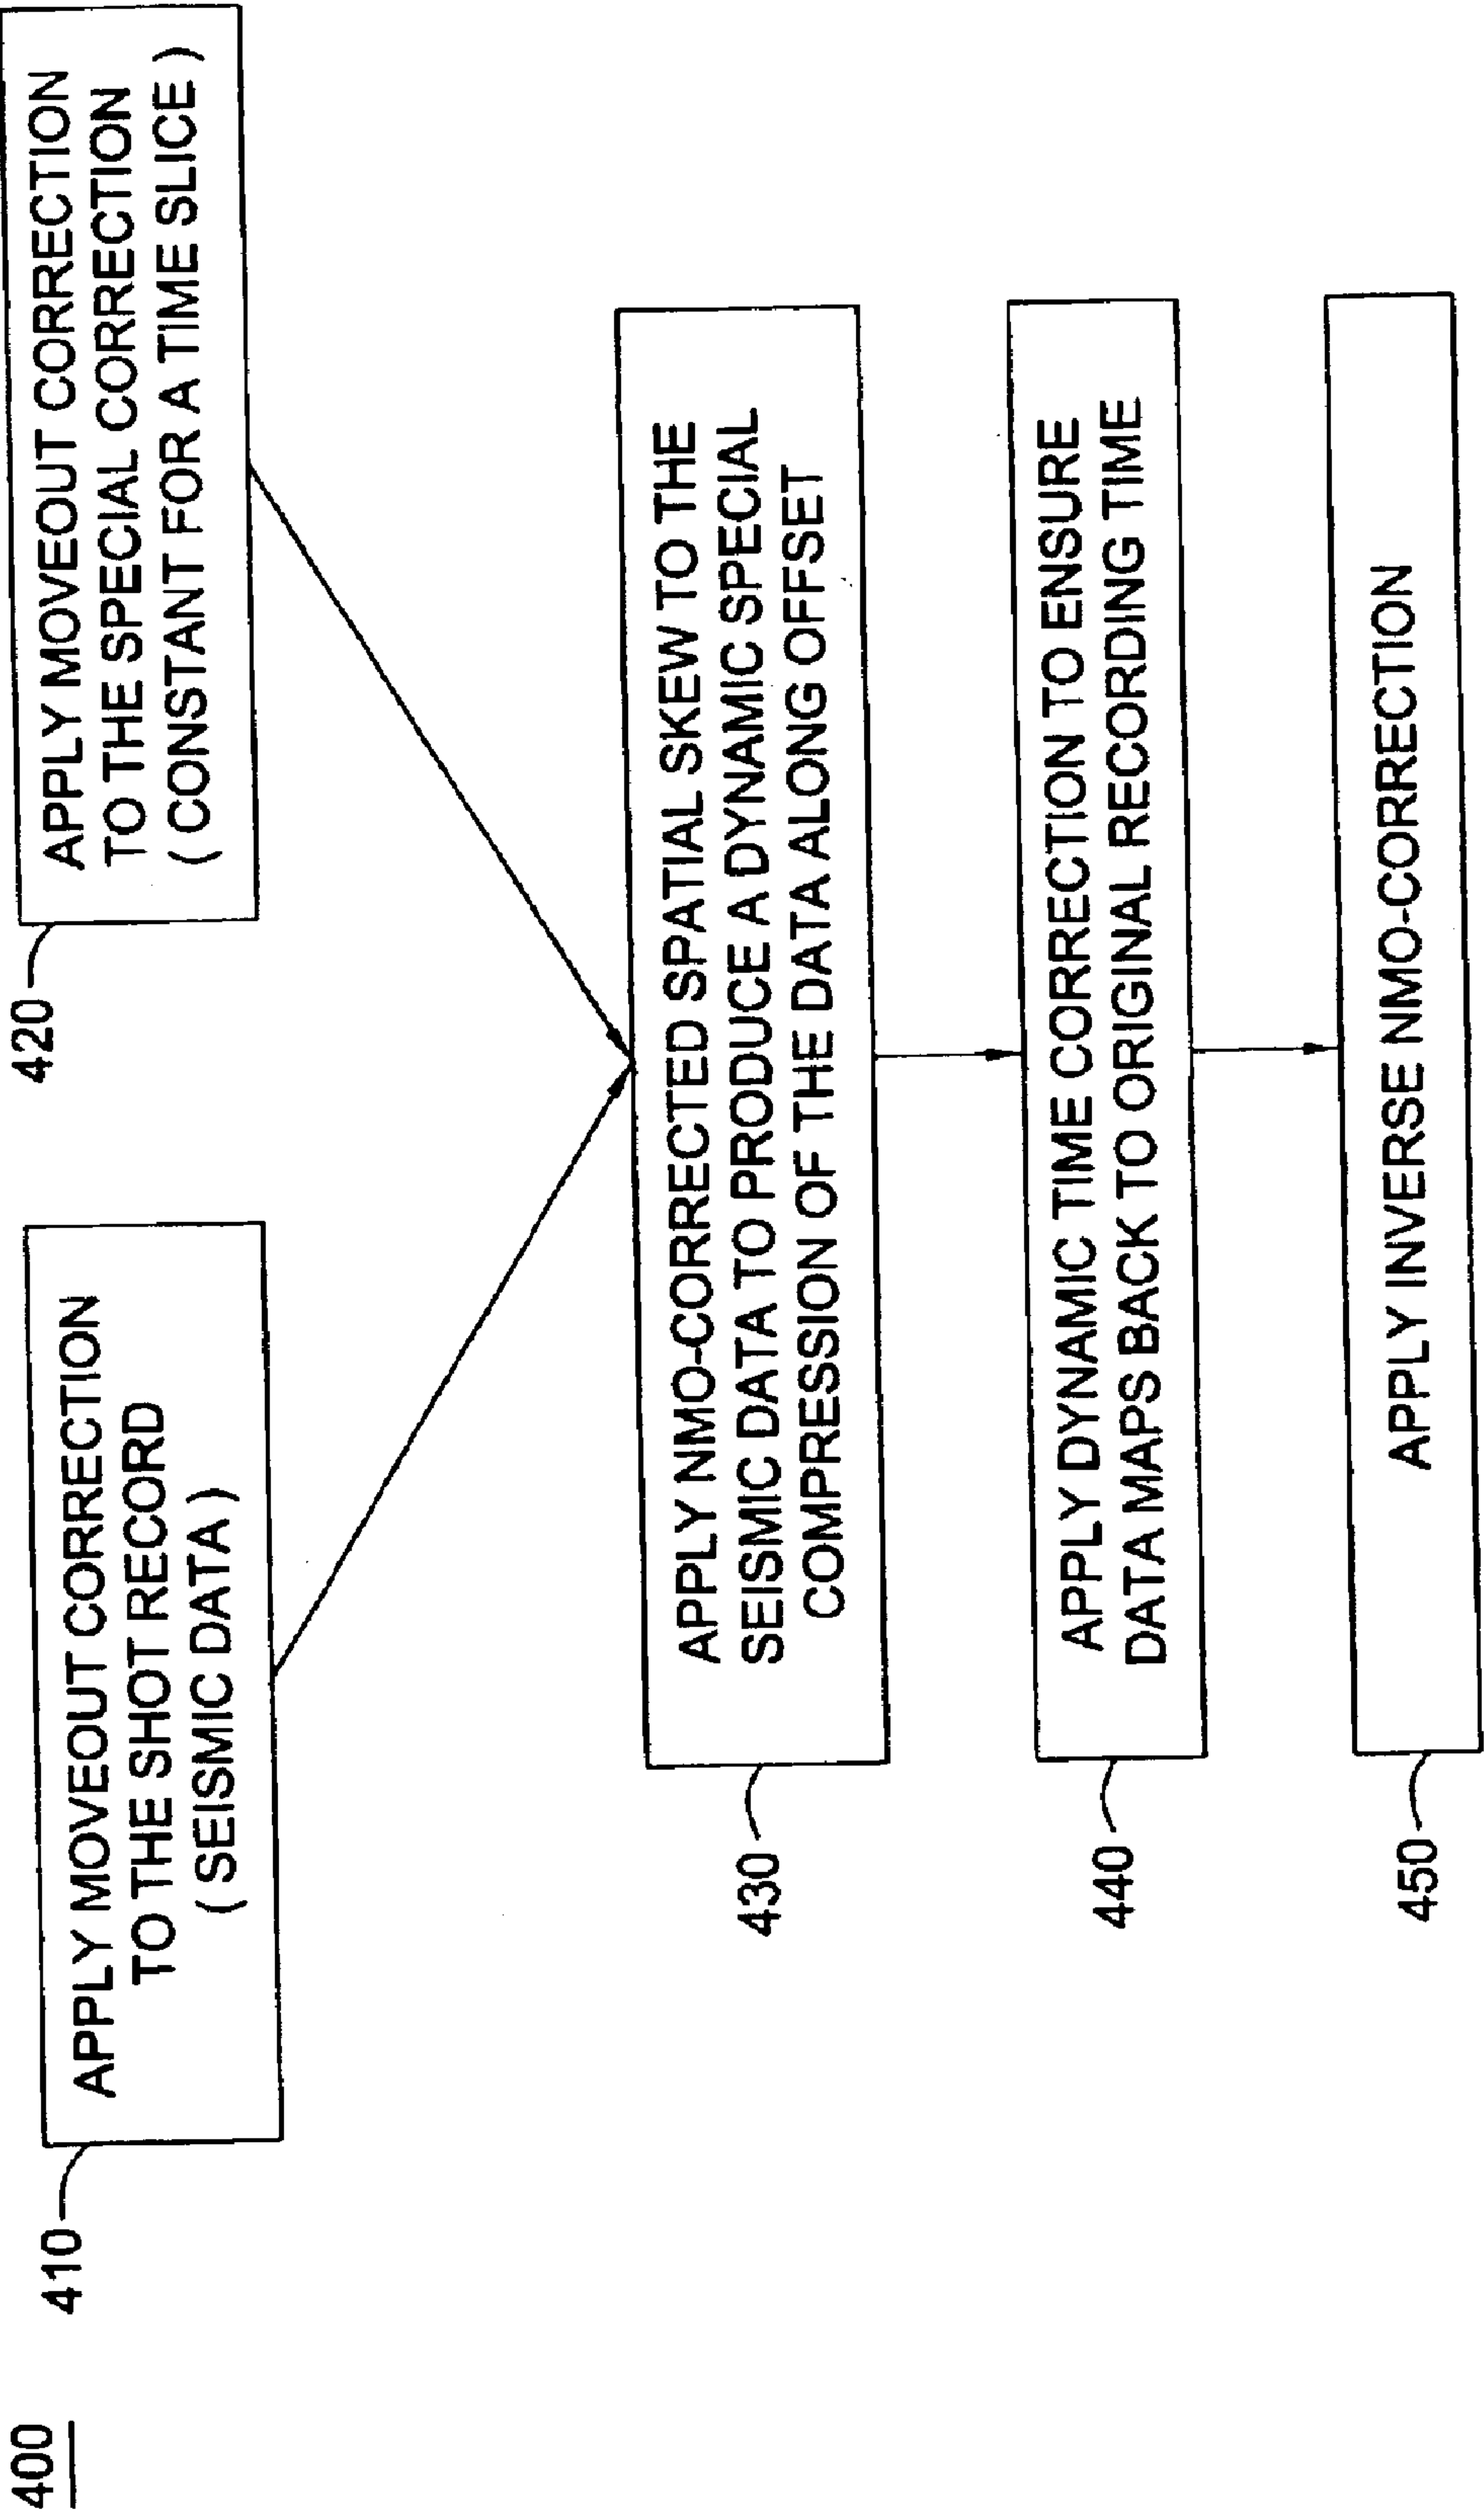 400
410
APPLY MOVEOUT CORRECTION
TO THE SHOT RECORD
( SEISMIC DATA )
420
APPLY MOVEOUT CORRECTION
TO THE SPECIAL CORRECTION
( CONSTANT FOR A TIME SLICE )
430
APPLY NMO-CORRECTED SPATIAL SKEW TO THE
SEISMIC DATA TO PRODUCE A DYNAMIC SPECIAL
COMPRESSION OF THE DATA ALONG OFFSET
440
APPLY DYNAMIC TIME CORRECTION TO ENSURE
DATA MAPS BACK TO ORIGINAL RECORDING TIME
450
APPLY INVERSE NMO-CORRECTION